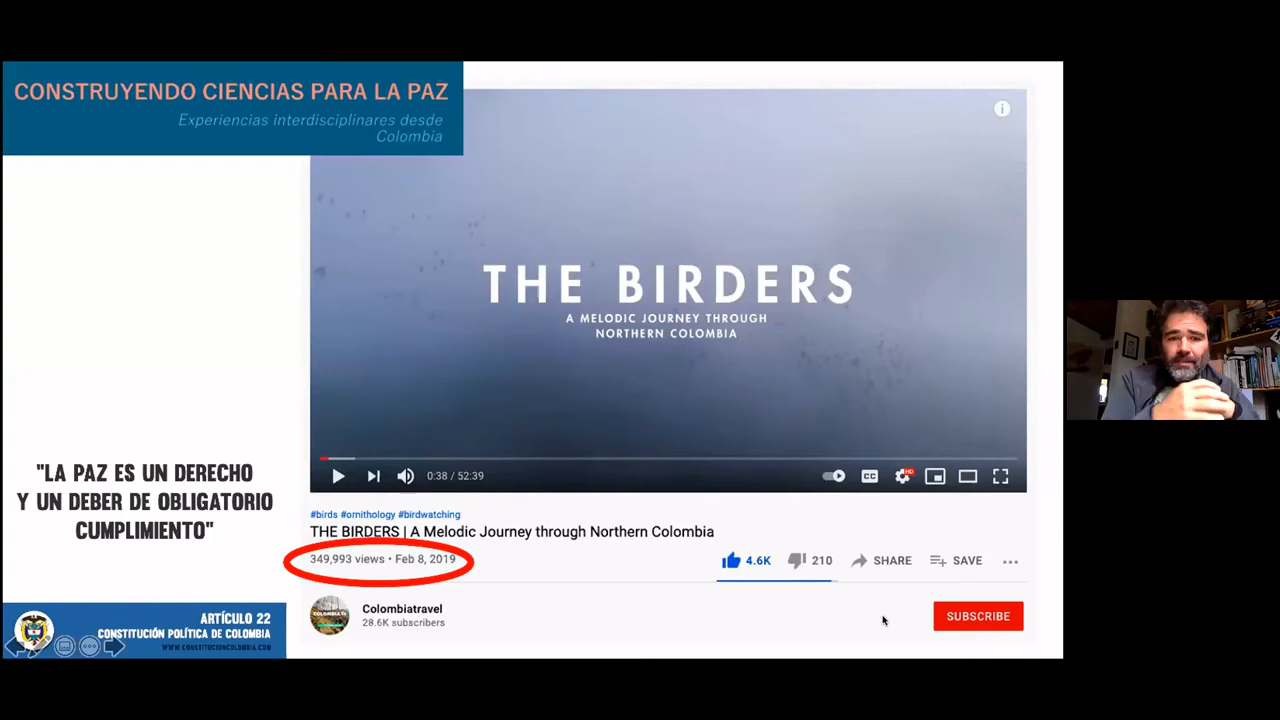 CONSTRUYENDO CIENCIAS PARA LA PAZ
Experiencias interdisciplinares desde
Colombia
THE BIRDERS
A MELODIC JOURNEY THROUGH
NORTHERN COLOMBIA
0:38 / 52:39
CC
HD
"LA PAZ ES UN DERECHO
Y UN DEBER DE OBLIGATORIO
CUMPLIMIENTO"
#birds #ornithology #birdwatching
THE BIRDERS | A Melodic Journey through Northern Colombia
349,993 views • Feb 8, 2019
4.6K
210
SHARE
SAVE
Colombiatravel
28.6K subscribers
SUBSCRIBE
ARTÍCULO 22
CONSTITUCIÓN POLÍTICA DE COLOMBIA
WWW.CONSTITUCIONCOLOMBIA.COM